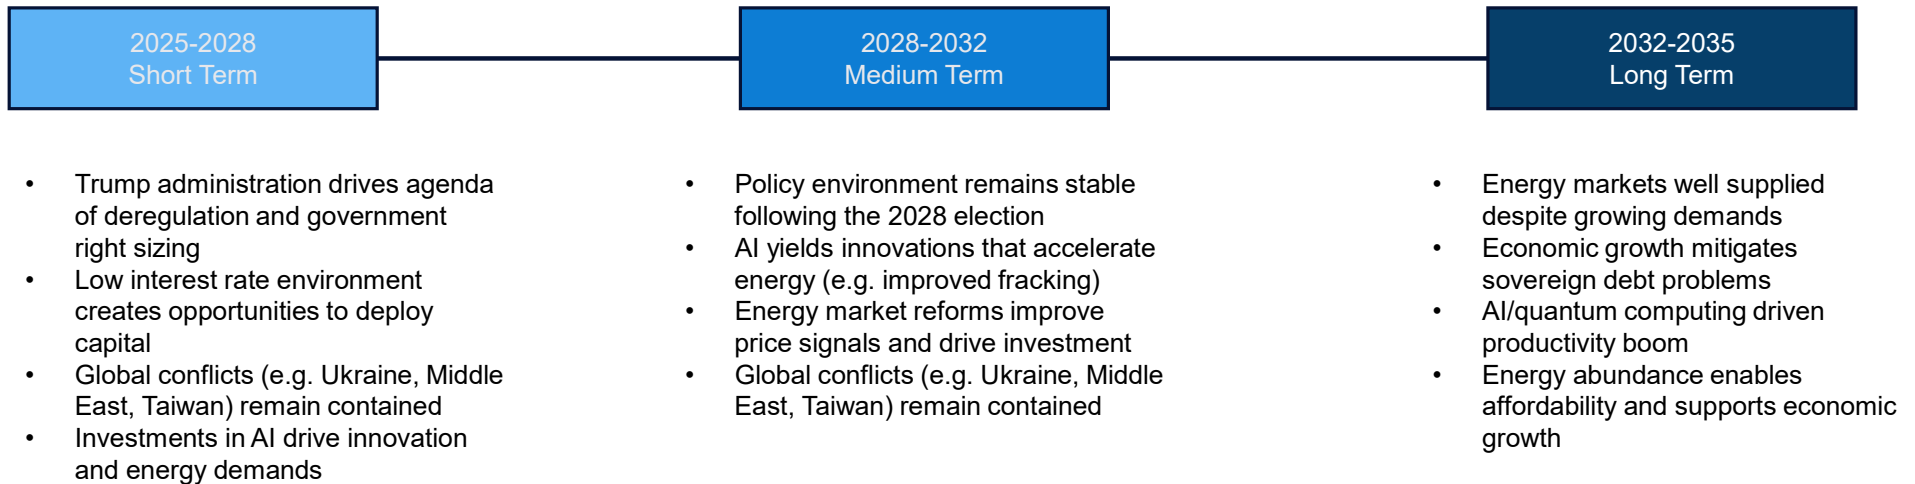 2025-2028
Short Term
2028-2032
Medium Term
2032-2035
Long Term
• Trump administration drives agenda
of deregulation and government
right sizing
• Low interest rate environment
creates opportunities to deploy
capital
• Global conflicts (e.g. Ukraine, Middle
East, Taiwan) remain contained
• Investments in AI drive innovation
and energy demands
• Policy environment remains stable
following the 2028 election
• AI yields innovations that accelerate
energy (e.g. improved fracking)
• Energy market reforms improve
price signals and drive investment
• Global conflicts (e.g. Ukraine, Middle
East, Taiwan) remain contained
• Energy markets well supplied
despite growing demands
• Economic growth mitigates
sovereign debt problems
• AI/quantum computing driven
productivity boom
• Energy abundance enables
affordability and supports economic
growth